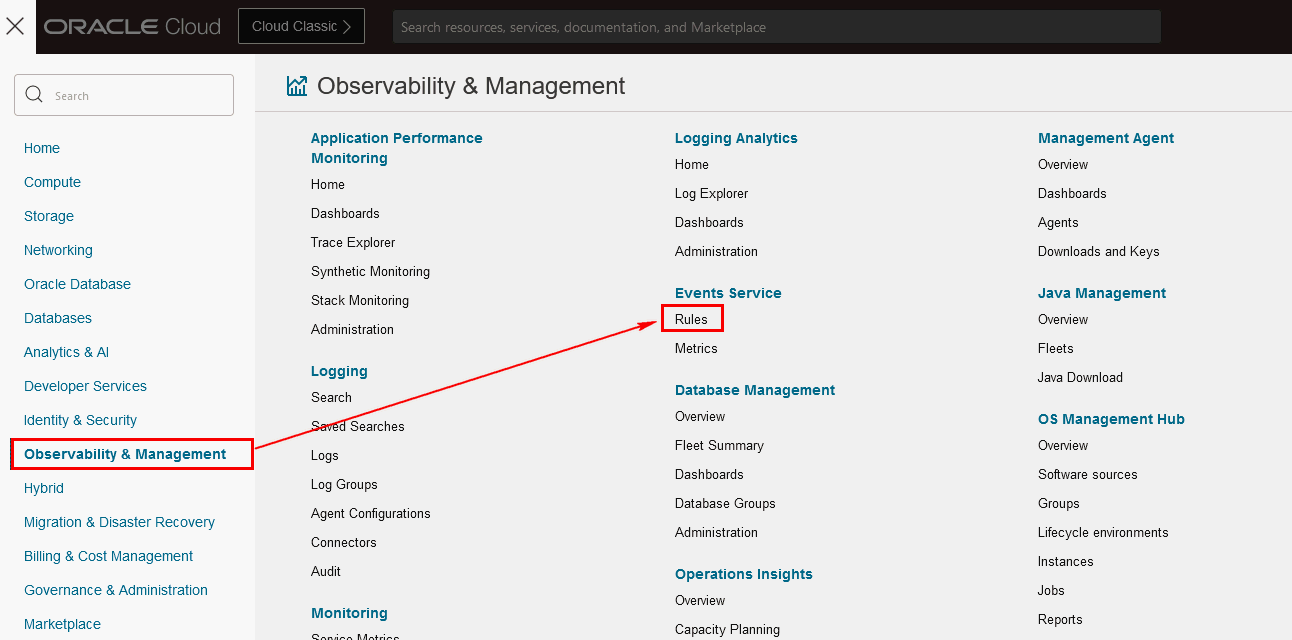 ORACLE Cloud
Cloud Classic
Search resources, services, documentation, and Marketplace
Search
Home
Compute
Storage
Networking
Oracle Database
Databases
Analytics & AI
Developer Services
Identity & Security
Observability & Management
Hybrid
Migration & Disaster Recovery
Billing & Cost Management
Governance & Administration
Marketplace
Observability & Management
Application Performance
Monitoring
Home
Dashboards
Trace Explorer
Synthetic Monitoring
Stack Monitoring
Administration
Logging
Search
Saved Searches
Logs
Log Groups
Agent Configurations
Connectors
Audit
Monitoring
Service Metrics
Logging Analytics
Home
Log Explorer
Dashboards
Administration
Events Service
Rules
Metrics
Database Management
Overview
Fleet Summary
Dashboards
Database Groups
Administration
Operations Insights
Overview
Capacity Planning
Management Agent
Overview
Dashboards
Agents
Downloads and Keys
Java Management
Overview
Fleets
Java Download
OS Management Hub
Overview
Software sources
Groups
Lifecycle environments
Instances
Jobs
Reports